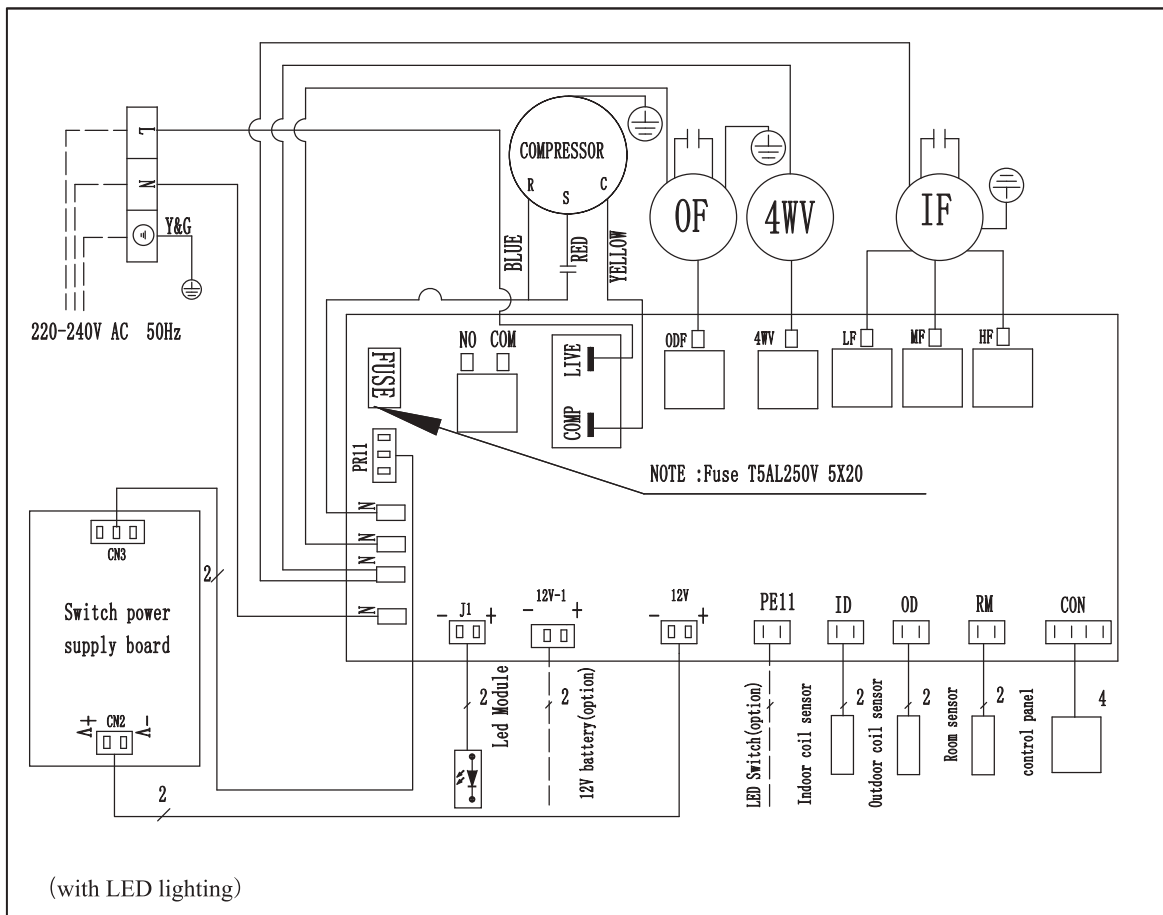 L
N
Y&G
220-240V AC 50Hz
COMPRESSOR
R
S
C
BLUE
RED
YELLOW
OF
4WV
IF
NO
COM
LIVE
COMP
ODF
4WV
LF
MF
HF
FUSE
PR11
NOTE :Fuse T5AL250V 5X20
N
N
N
N
CN3
Switch power
supply board
2
V+
CN2
V-
2
- J1 +
- 12V-1 +
- 12V +
PE11
ID
OD
RM
CON
2
Led Module
2
12V battery(option)
LED Switch(option)
Indoor coil sensor
2
Outdoor coil sensor
2
Room sensor
2
control panel
4
(with LED lighting)